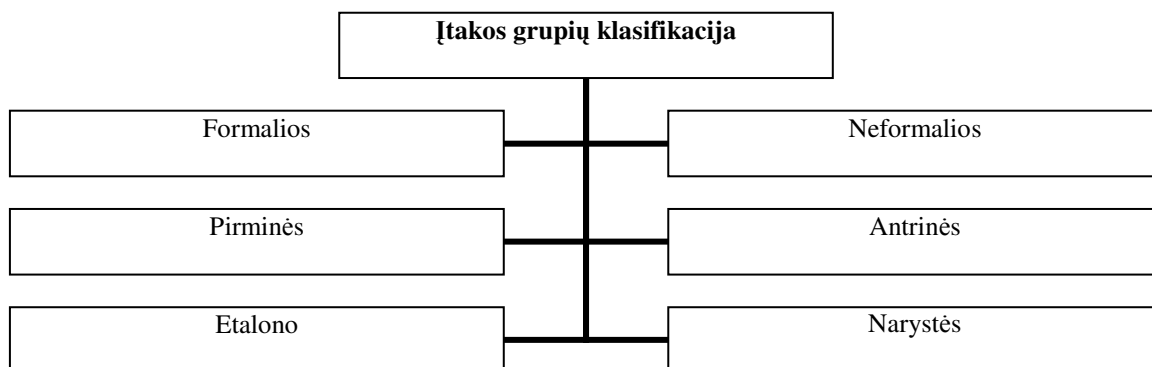 Įtakos grupių klasifikacija
Formalios
Neformalios
Pirminės
Antrinės
Etalono
Narystės